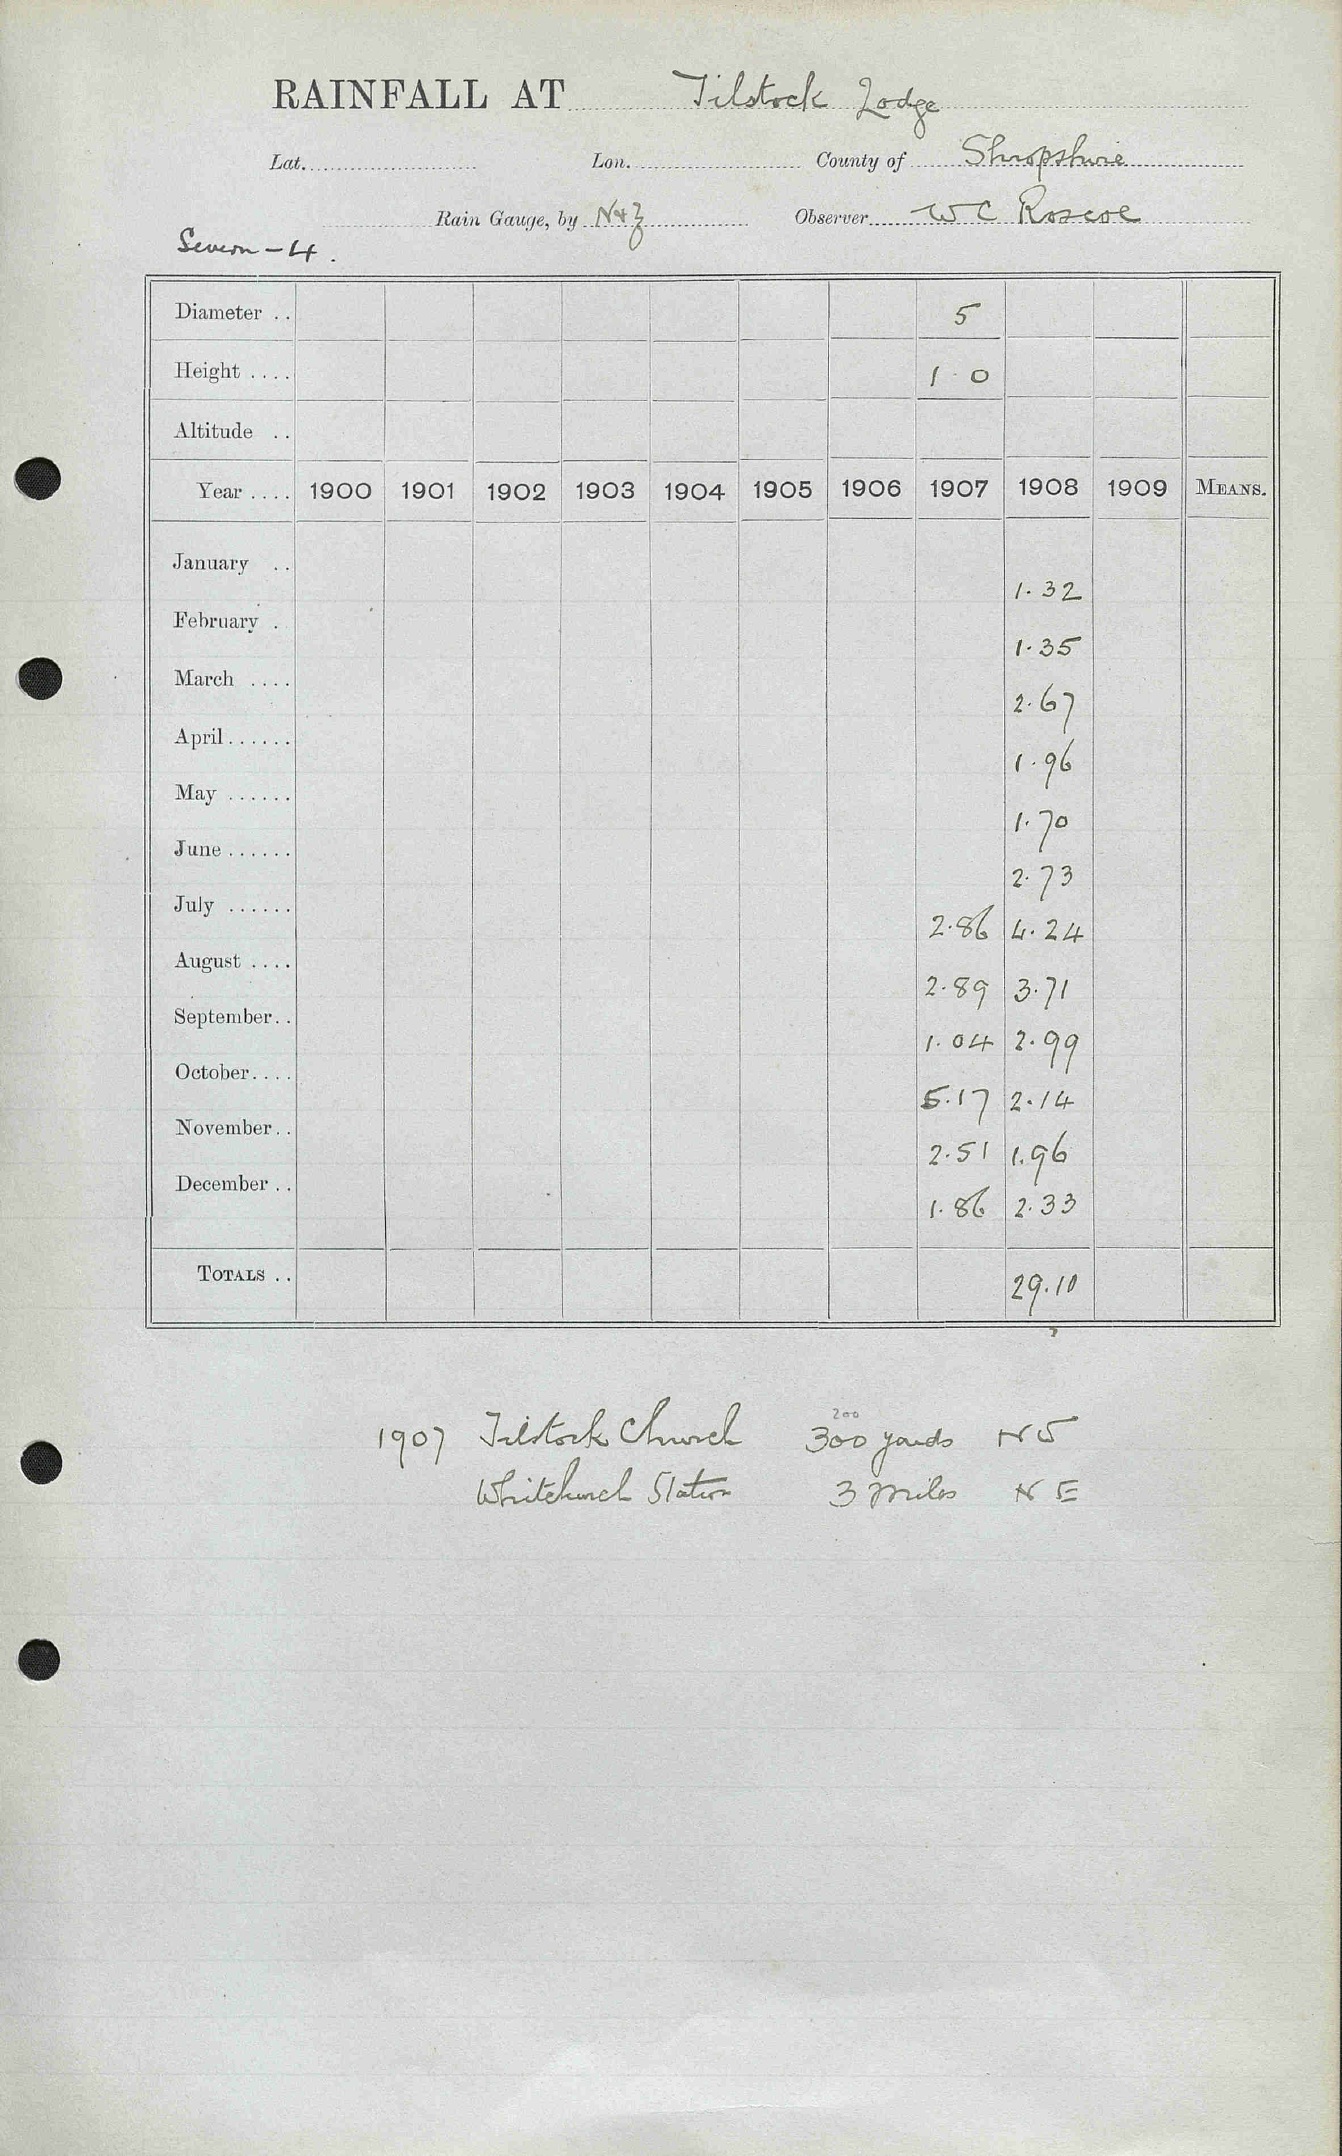 RAINFALL AT Tilstock Lodge
Lat. Lon. County of Shropshire
Rain Gauge, by N&Z Observer W C Roscoe
Severn - 4.
Diameter .. 5
Height .... 1 - 0
Altitude ..
Year .... 1900 1901 1902 1903 1904 1905 1906 1907 1908 1909 MEANS.
January .. 1.32
February . 1.35
March .... 2.67
April...... 1.96
May ...... 1.70
June ...... 2.73
July ...... 2.86 4.24
August .... 2.89 3.71
September.. 1.04 2.99
October.... 5.17 2.14
November.. 2.51 1.96
December .. 1.86 2.33
TOTALS .. 29.10
200
1907 Tilstock Church 300 yards N
Whitchurch Station 3 miles N E